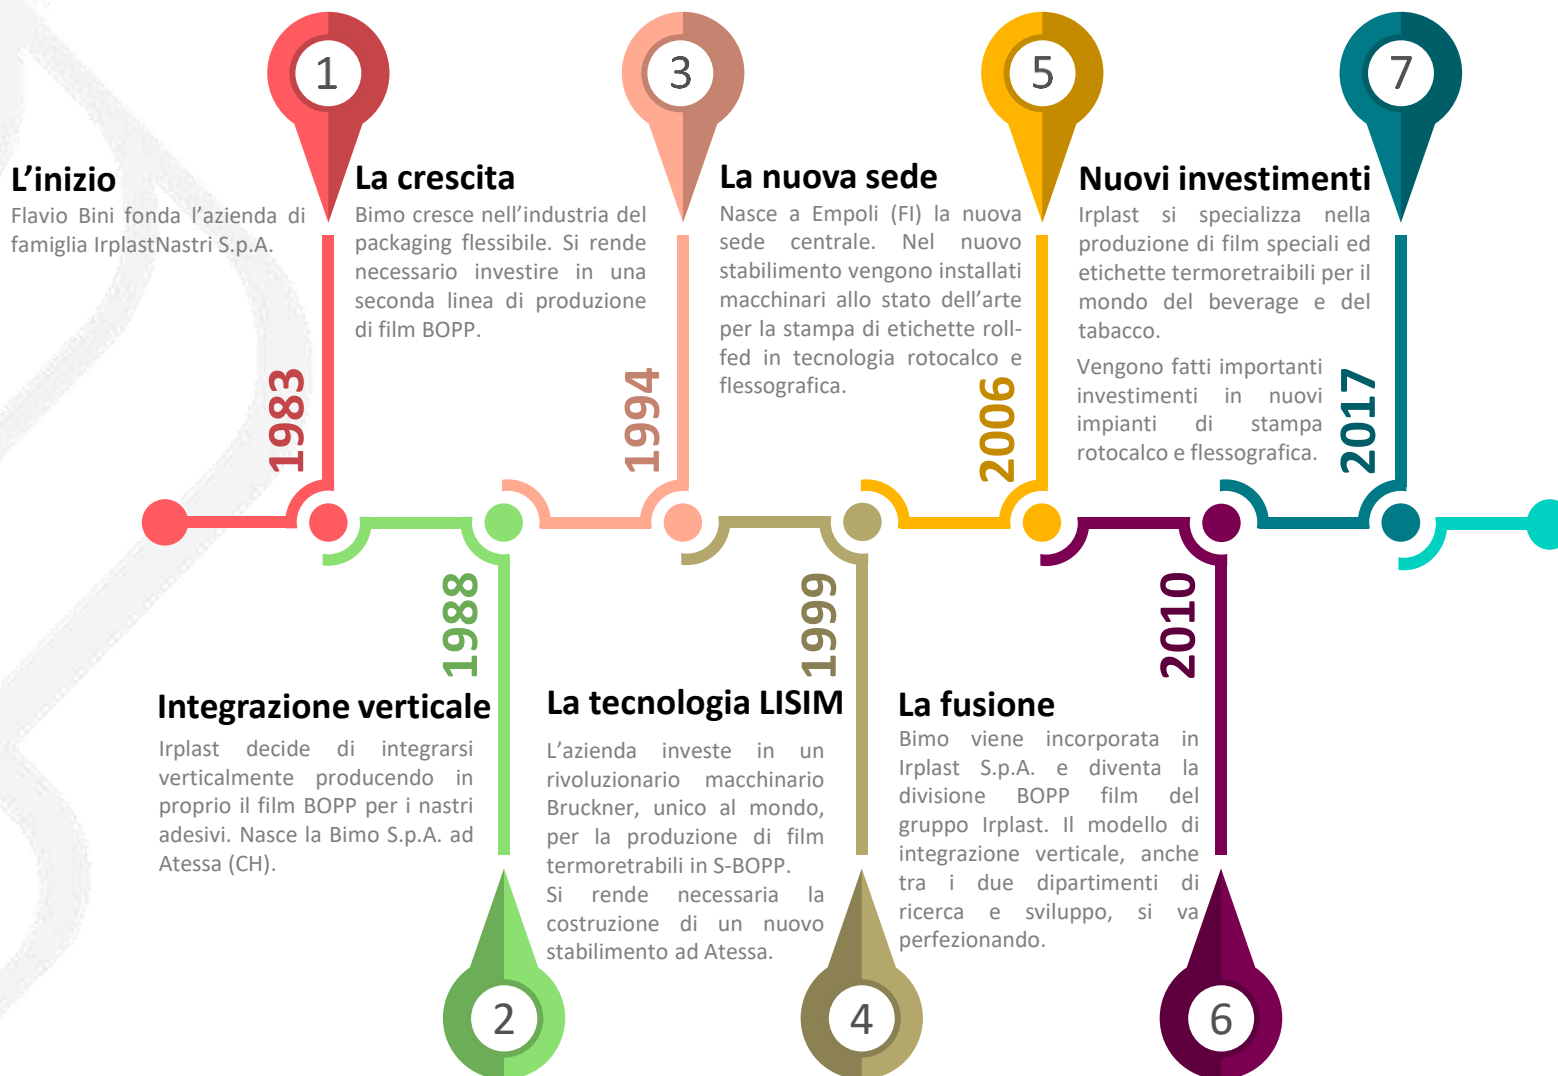 1
L'inizio
Flavio Bini fonda l'azienda di
famiglia IrplastNastri S.p.A.
1983
2
Integrazione verticale
Irplast decide di integrarsi
verticalmente producendo in
proprio il film BOPP per i nastri
adesivi. Nasce la Bimo S.p.A. ad
Atessa (CH).
1988
3
La crescita
Bimo cresce nell'industria del
packaging flessibile. Si rende
necessario investire in una
seconda linea di produzione
di film BOPP.
1994
4
La tecnologia LISIM
L'azienda investe in un
rivoluzionario macchinario
Bruckner, unico al mondo,
per la produzione di film
termoretrabili in S-BOPP.
Si rende necessaria la
costruzione di un nuovo
stabilimento ad Atessa.
1999
5
La nuova sede
Nasce a Empoli (FI) la nuova
sede centrale. Nel nuovo
stabilimento vengono installati
macchinari allo stato dell'arte
per la stampa di etichette roll-
fed in tecnologia rotocalco e
flessografica.
2006
6
La fusione
Bimo viene incorporata in
Irplast S.p.A. e diventa la
divisione BOPP film del
gruppo Irplast. Il modello di
integrazione verticale, anche
tra i due dipartimenti di
ricerca e sviluppo, si va
perfezionando.
2010
7
Nuovi investimenti
Irplast si specializza nella
produzione di film speciali ed
etichette termoretraibili per il
mondo del beverage e del
tabacco.
Vengono fatti importanti
investimenti in nuovi
impianti di stampa
rotocalco e flessografica.
2017